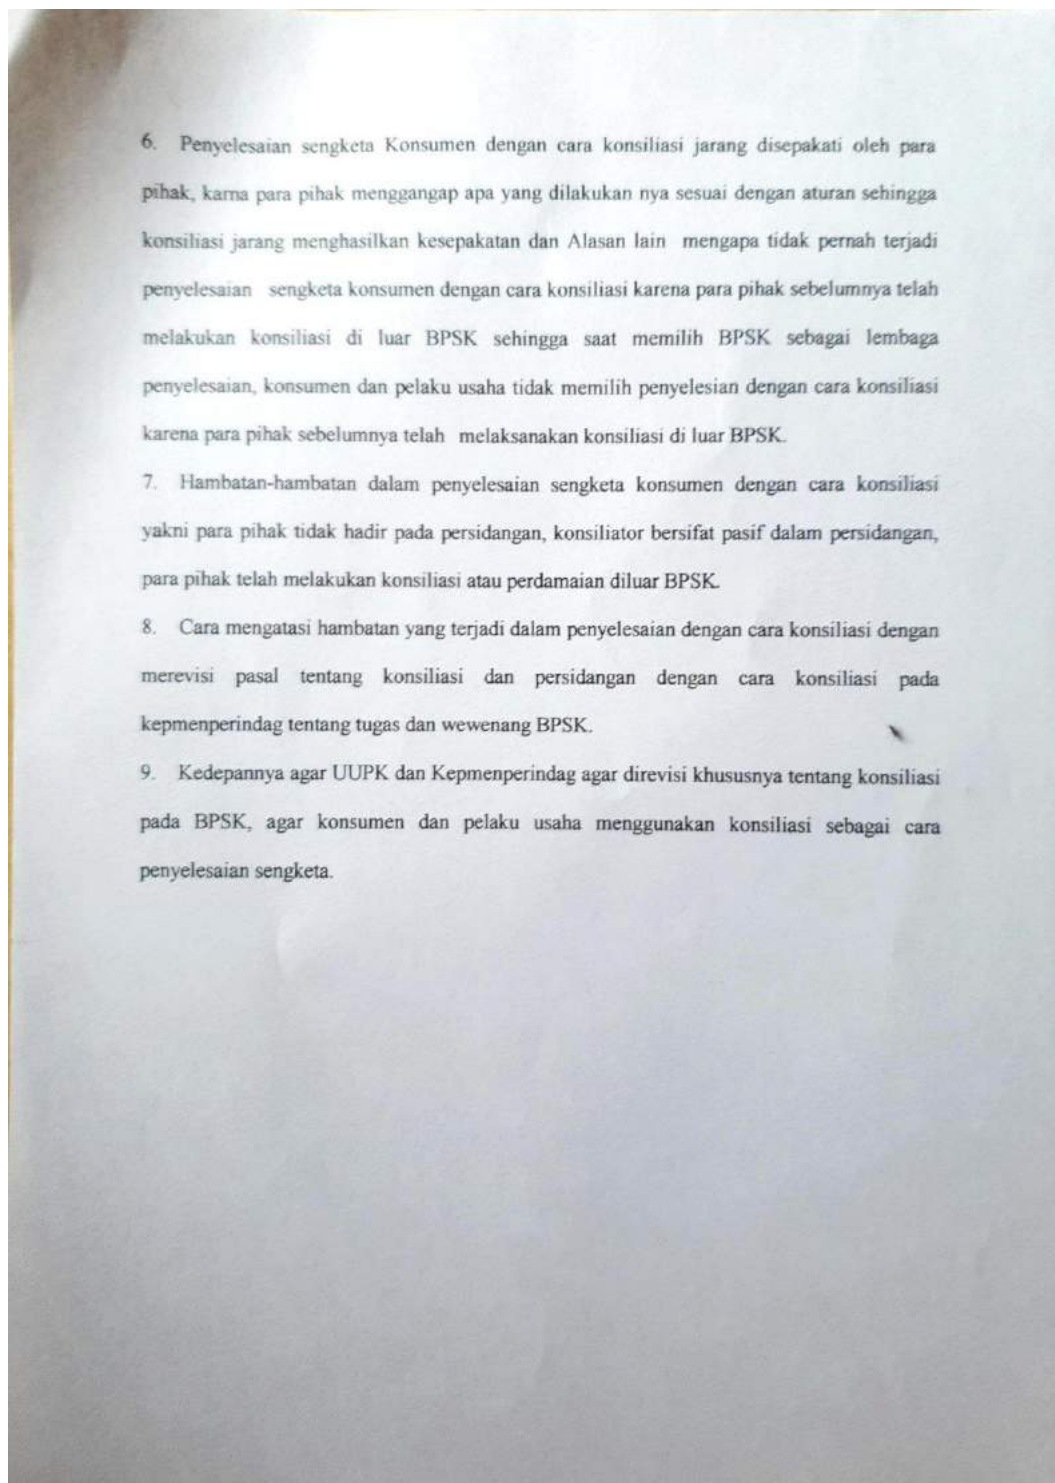 6. Penyelesaian sengketa Konsumen dengan cara konsiliasi jarang disepakati oleh para
pihak, karna para pihak menggangap apa yang dilakukan nya sesuai dengan aturan sehingga
konsiliasi jarang menghasilkan kesepakatan dan Alasan lain mengapa tidak pernah terjadi
penyelesaian sengketa konsumen dengan cara konsiliasi karena para pihak sebelumnya telah
melakukan konsiliasi di luar BPSK sehingga saat memilih BPSK sebagai lembaga
penyelesaian, konsumen dan pelaku usaha tidak memilih penyelesian dengan cara konsiliasi
karena para pihak sebelumnya telah melaksanakan konsiliasi di luar BPSK.
7. Hambatan-hambatan dalam penyelesaian sengketa konsumen dengan cara konsiliasi
yakni para pihak tidak hadir pada persidangan, konsiliator bersifat pasif dalam persidangan,
para pihak telah melakukan konsiliasi atau perdamaian diluar BPSK.
8. Cara mengatasi hambatan yang terjadi dalam penyelesaian dengan cara konsiliasi dengan
merevisi pasal tentang konsiliasi dan persidangan dengan cara konsiliasi pada
kepmenperindag tentang tugas dan wewenang BPSK.
9. Kedepannya agar UUPK dan Kepmenperindag agar direvisi khususnya tentang konsiliasi
pada BPSK, agar konsumen dan pelaku usaha menggunakan konsiliasi sebagai cara
penyelesaian sengketa.